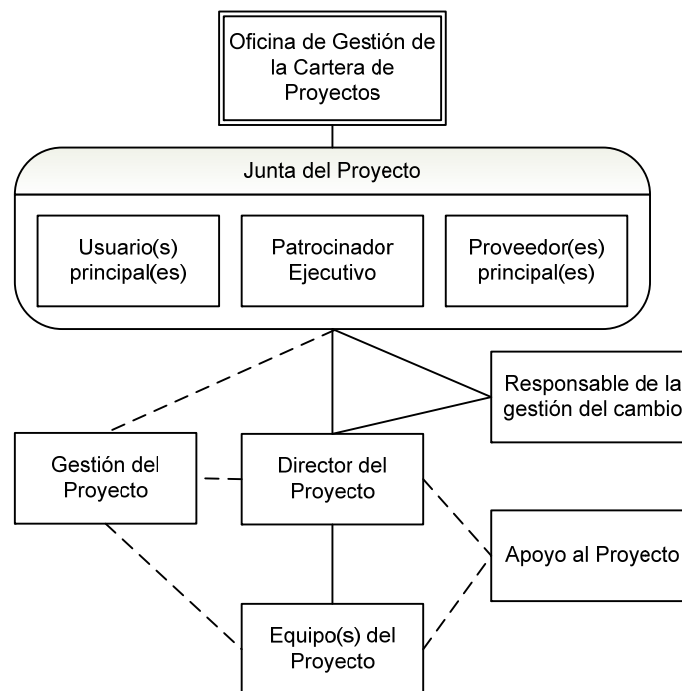 Oficina de Gestión de
la Cartera de
Proyectos
Junta del Proyecto
Usuario(s)
principal(es)
Patrocinador
Ejecutivo
Proveedor(es)
principal(es)
Responsable de la
gestión del cambio
Gestión del
Proyecto
Director del
Proyecto
Apoyo al Proyecto
Equipo(s) del
Proyecto